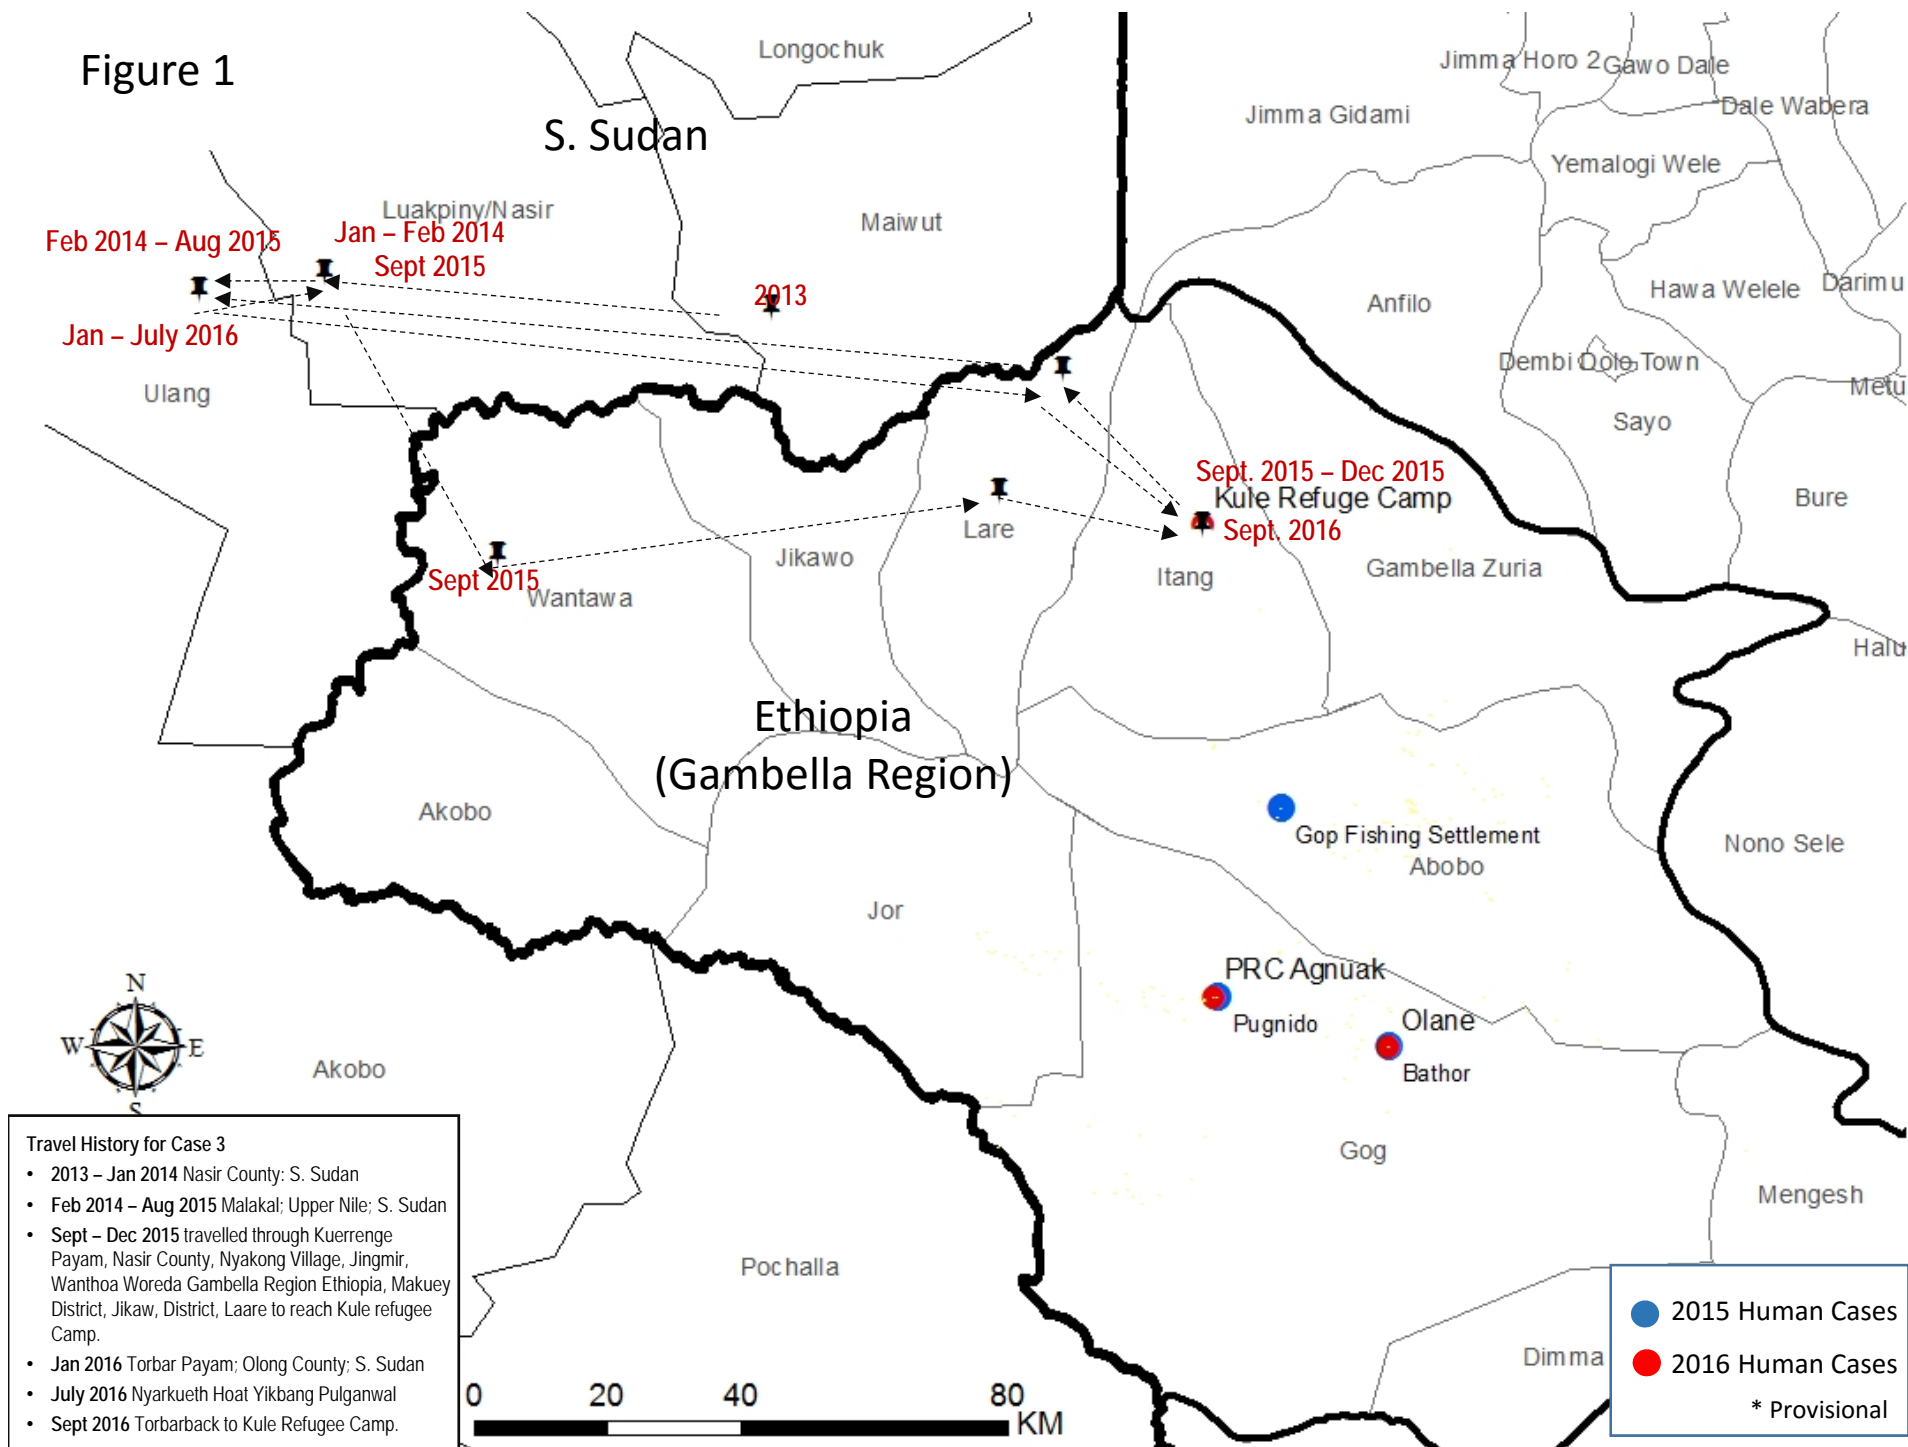 Figure 1
Longochuk
S. Sudan
Jimma Horo 2
Gawo Dale
Dale Wabera
Jimma Gidami
Yemalogi Wele
Luakpiny/Nasir
Maiwut
Feb 2014 – Aug 2015
Jan – Feb 2014
Sept 2015
2013
Jan – July 2016
Ulang
Anfilo
Hawa Welele
Darimu
Dembi Dolo Town
Metu
Sayo
Sept. 2015 – Dec 2015
Kule Refuge Camp
Sept. 2016
Bure
Lare
Jikawo
Itang
Gambella Zuria
Sept 2015
Wantawa
Halu
Ethiopia
(Gambella Region)
Akobo
Gop Fishing Settlement
Abobo
Nono Sele
Jor
PRC Agnuak
Pugnido
Olane
Bathor
N
W
E
S
Akobo
Gog
Mengesh
Pochalla
Dimma
Travel History for Case 3
• 2013 – Jan 2014 Nasir County: S. Sudan
• Feb 2014 – Aug 2015 Malakal; Upper Nile; S. Sudan
• Sept – Dec 2015 travelled through Kuerrenge
Payam, Nasir County, Nyakong Village, Jingmir,
Wanthoa Woreda Gambella Region Ethiopia, Makuey
District, Jikaw, District, Laare to reach Kule refugee
Camp.
• Jan 2016 Torbar Payam; Olong County; S. Sudan
• July 2016 Nyarkueth Hoat Yikbang Pulganwal
• Sept 2016 Torbarback to Kule Refugee Camp.
0 20 40 80
KM
2015 Human Cases
2016 Human Cases
* Provisional